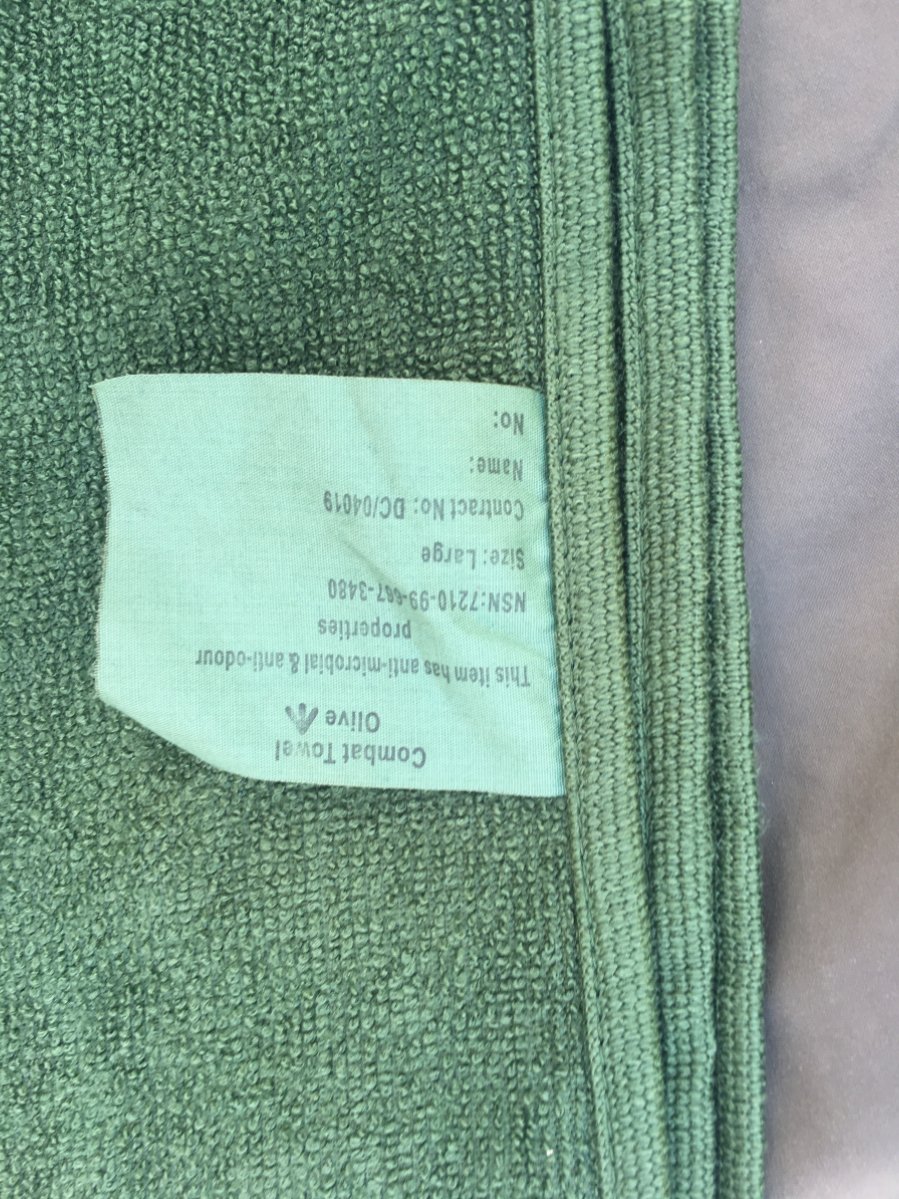 Combat Towel
Olive
This item has anti-microbial & anti-odour
properties
NSN:7210-99-667-3480
Size: Large
Contract No: DC/04019
Name:
No: